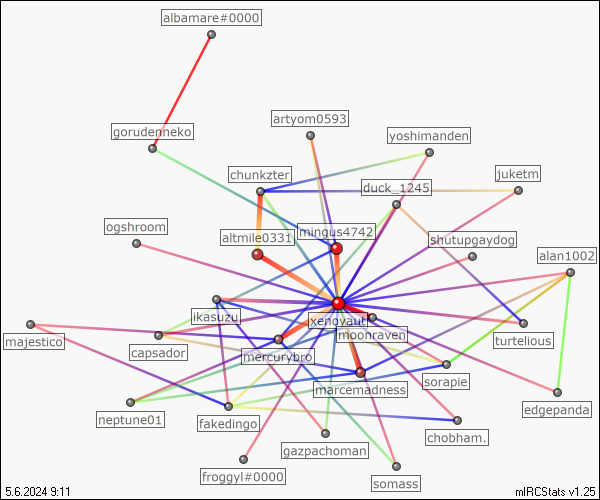 albamare#0000
artyom0593
gorudenneko
yoshimanden
chunkzter
juketm
duck_1245
ogshroom
mingus4742
altmile0331
shutupgaydog
alan1002
ikasuzu
xenoyaut
moonraven
turtelious
majestico
capsador
mercurybro
sorapie
marcemadness
edgepanda
neptune01
fakedingo
chobham.
gazpachoman
froggyl#0000
somass
5.6.2024 9:11
mIRCStats v1.25